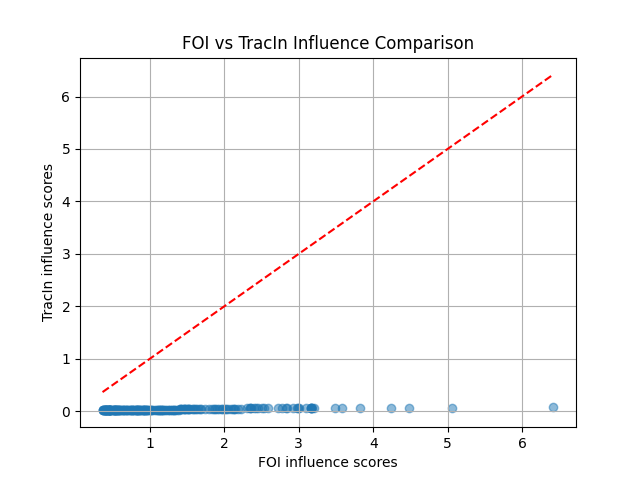 FOI vs TracIn Influence Comparison
6
5
4
3
2
1
0
TracIn influence scores
1 2 3 4 5 6
FOI influence scores